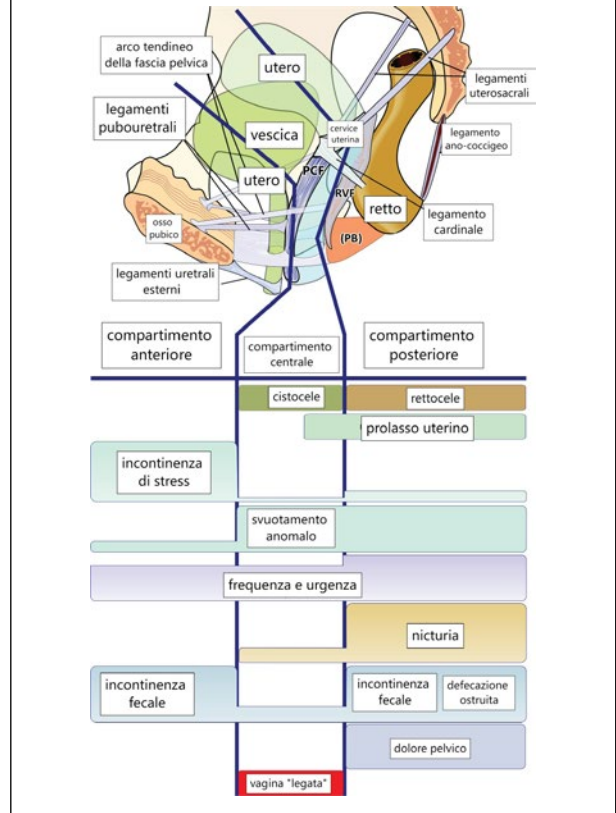 arco tendineo
della fascia pelvica
utero
legamenti
uterosacrali
legamenti
pubouretrali
vescica
cervice
uterina
legamento
ano-coccigeo
PCF
utero
RVF
retto
legamento
cardinale
osso
pubico
(PB)
legamenti uretrali
esterni
compartimento
anteriore
compartimento
centrale
compartimento
posteriore
cistocele
rettocele
prolasso uterino
incontinenza
di stress
svuotamento
anomalo
frequenza e urgenza
nicturia
incontinenza
fecale
incontinenza
fecale
defecazione
ostruita
dolore pelvico
vagina "legata"